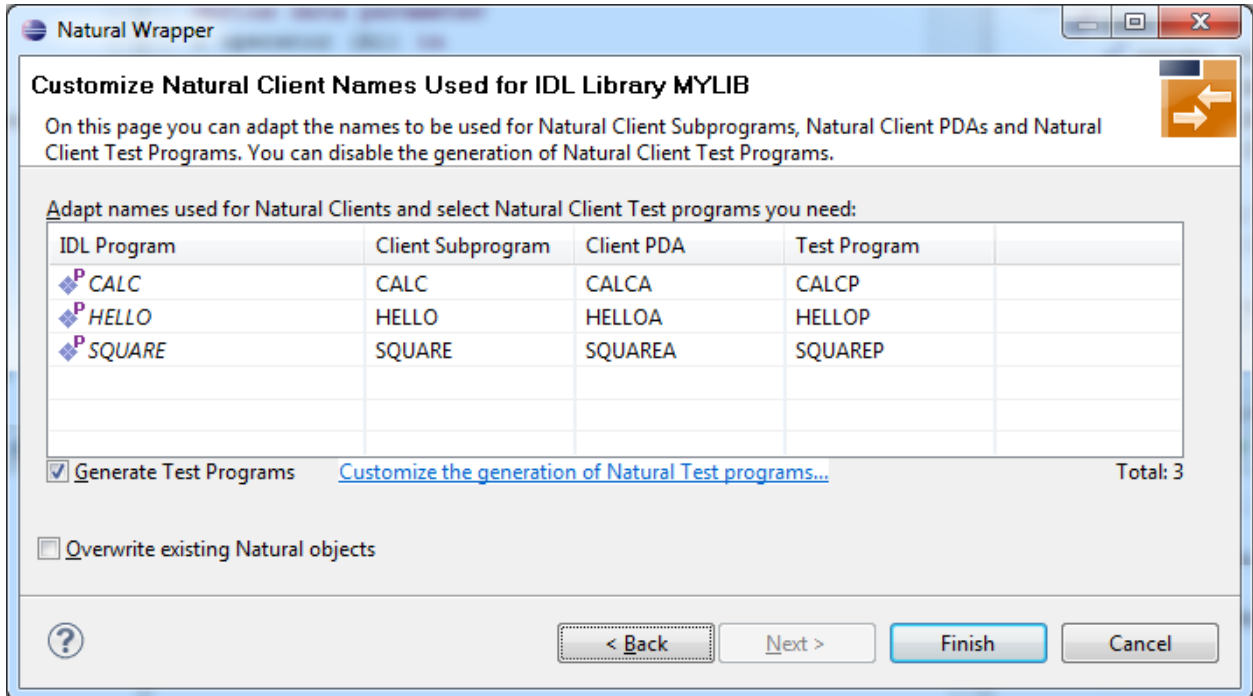 Natural Wrapper
Customize Natural Client Names Used for IDL Library MYLIB
On this page you can adapt the names to be used for Natural Client Subprograms, Natural Client PDAs and Natural
Client Test Programs. You can disable the generation of Natural Client Test Programs.
Adapt names used for Natural Clients and select Natural Client Test programs you need:
IDL Program Client Subprogram Client PDA Test Program
P CALC CALC CALCA CALCP
P HELLO HELLO HELLOA HELLOP
P SQUARE SQUARE SQUAREA SQUAREP
Generate Test Programs Customize the generation of Natural Test programs... Total: 3
Overwrite existing Natural objects
? < Back Next > Finish Cancel